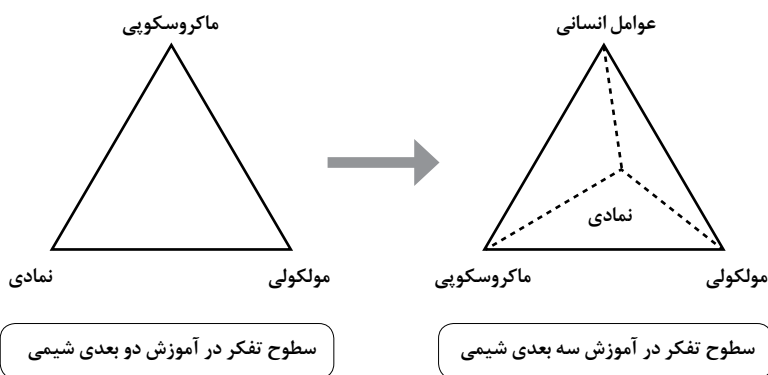 عوامل انسانی
ماکروسکوپی
نمادی
مولکولی
ماکروسکوپی
مولکولی
نمادی
سطوح تفکر در آموزش سه بعدی شیمی
سطوح تفکر در آموزش دو بعدی شیمی